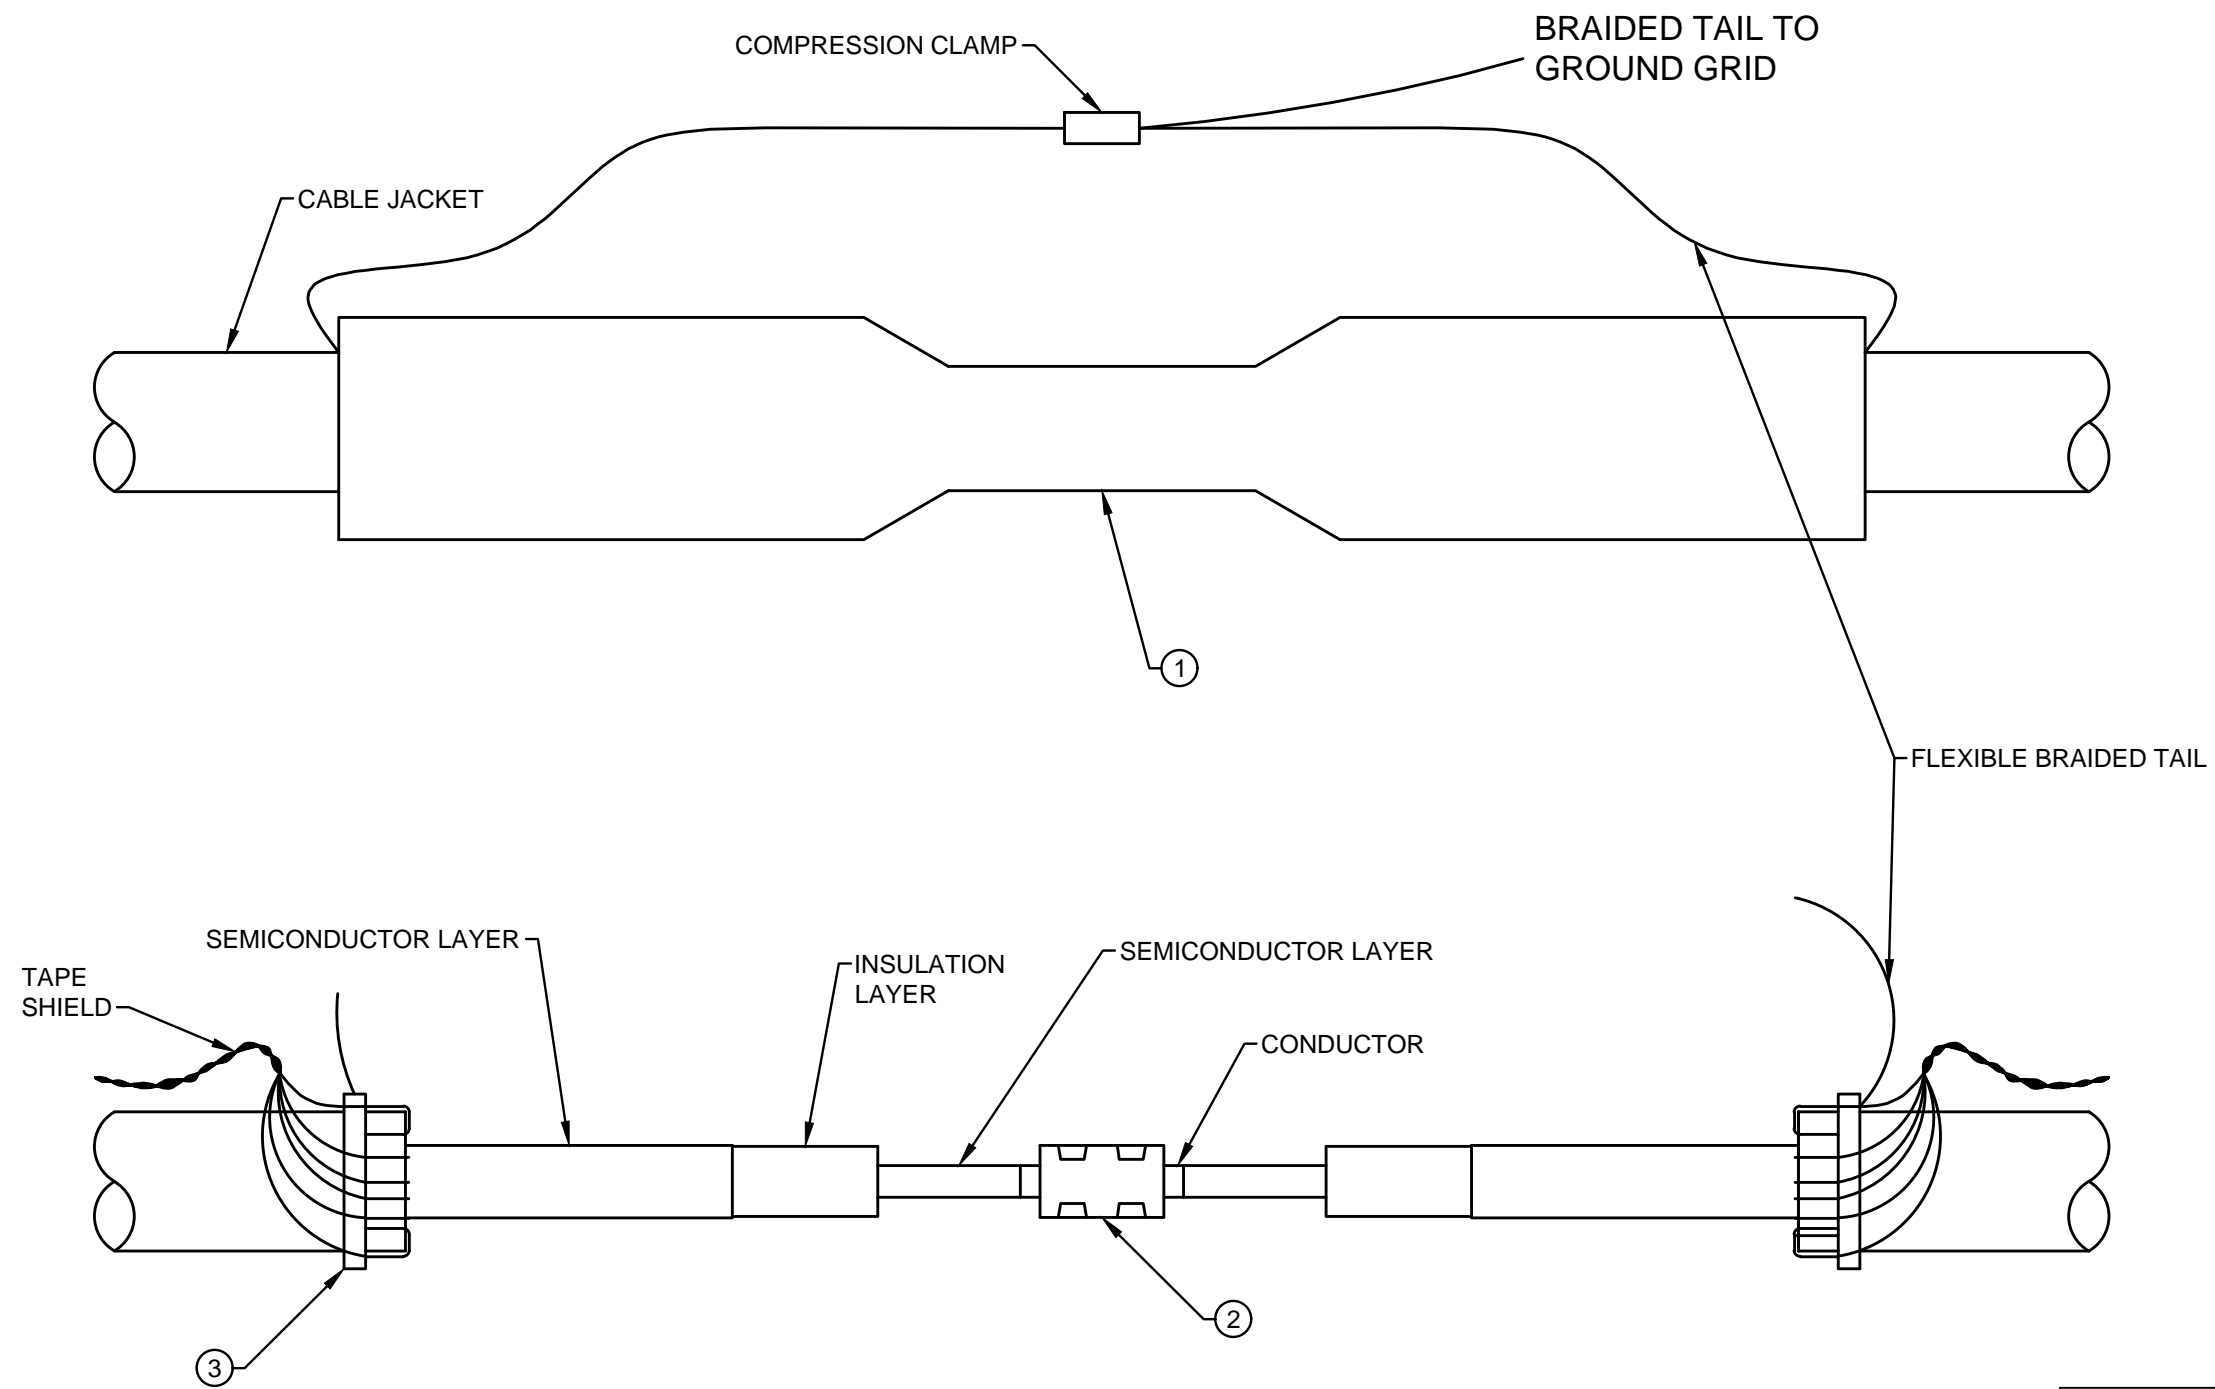 COMPRESSION CLAMP
BRAIDED TAIL TO
GROUND GRID
CABLE JACKET
1
FLEXIBLE BRAIDED TAIL
SEMICONDUCTOR LAYER
TAPE
SHIELD
INSULATION
LAYER
SEMICONDUCTOR LAYER
CONDUCTOR
2
3